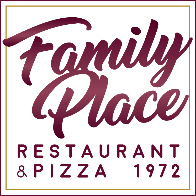 Family
Place
RESTAURANT
& PIZZA 1972